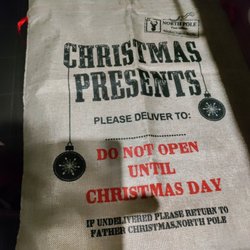 NORTH POLE
CHRISTMAS
PRESENTS
PLEASE DELIVER TO:
DO NOT OPEN
UNTIL
CHRISTMAS DAY
IF UNDELIVERED PLEASE RETURN TO
FATHER CHRISTMAS,NORTH POLE